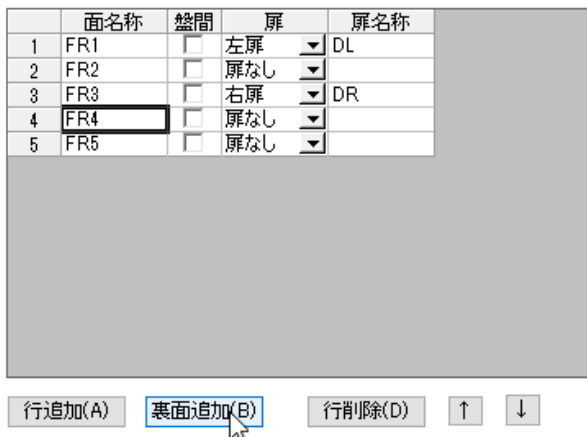 面名称 盤間 扉 扉名称
1 FR1 左扉 DL
2 FR2 扉なし
3 FR3 右扉 DR
4 FR4 扉なし
5 FR5 扉なし
行追加(A) 裏面追加(B) 行削除(D) ↑ ↓